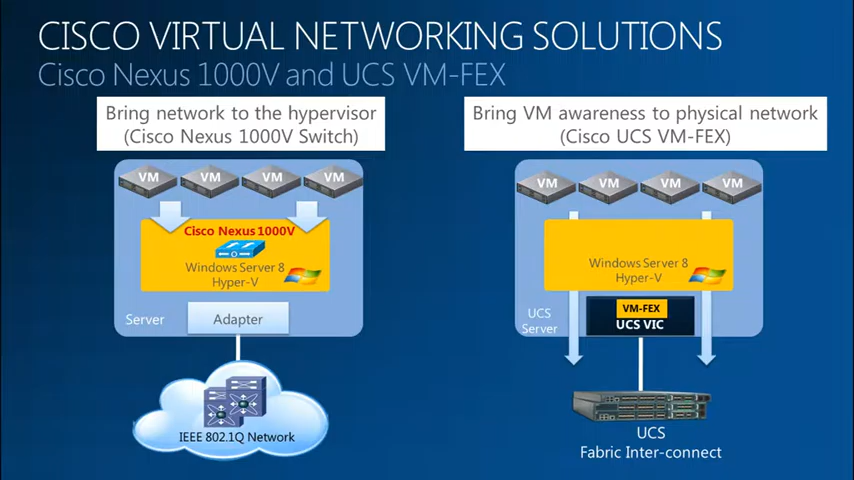 CISCO VIRTUAL NETWORKING SOLUTIONS
Cisco Nexus 1000V and UCS VM-FEX
Bring network to the hypervisor
(Cisco Nexus 1000V Switch)
VM VM VM VM
Cisco Nexus 1000V
Windows Server 8
Hyper-V
Server
Adapter
IEEE 802.1Q Network
Bring VM awareness to physical network
(Cisco UCS VM-FEX)
VM VM VM VM
Windows Server 8
Hyper-V
UCS
Server
VM-FEX
UCS VIC
UCS
Fabric Inter-connect